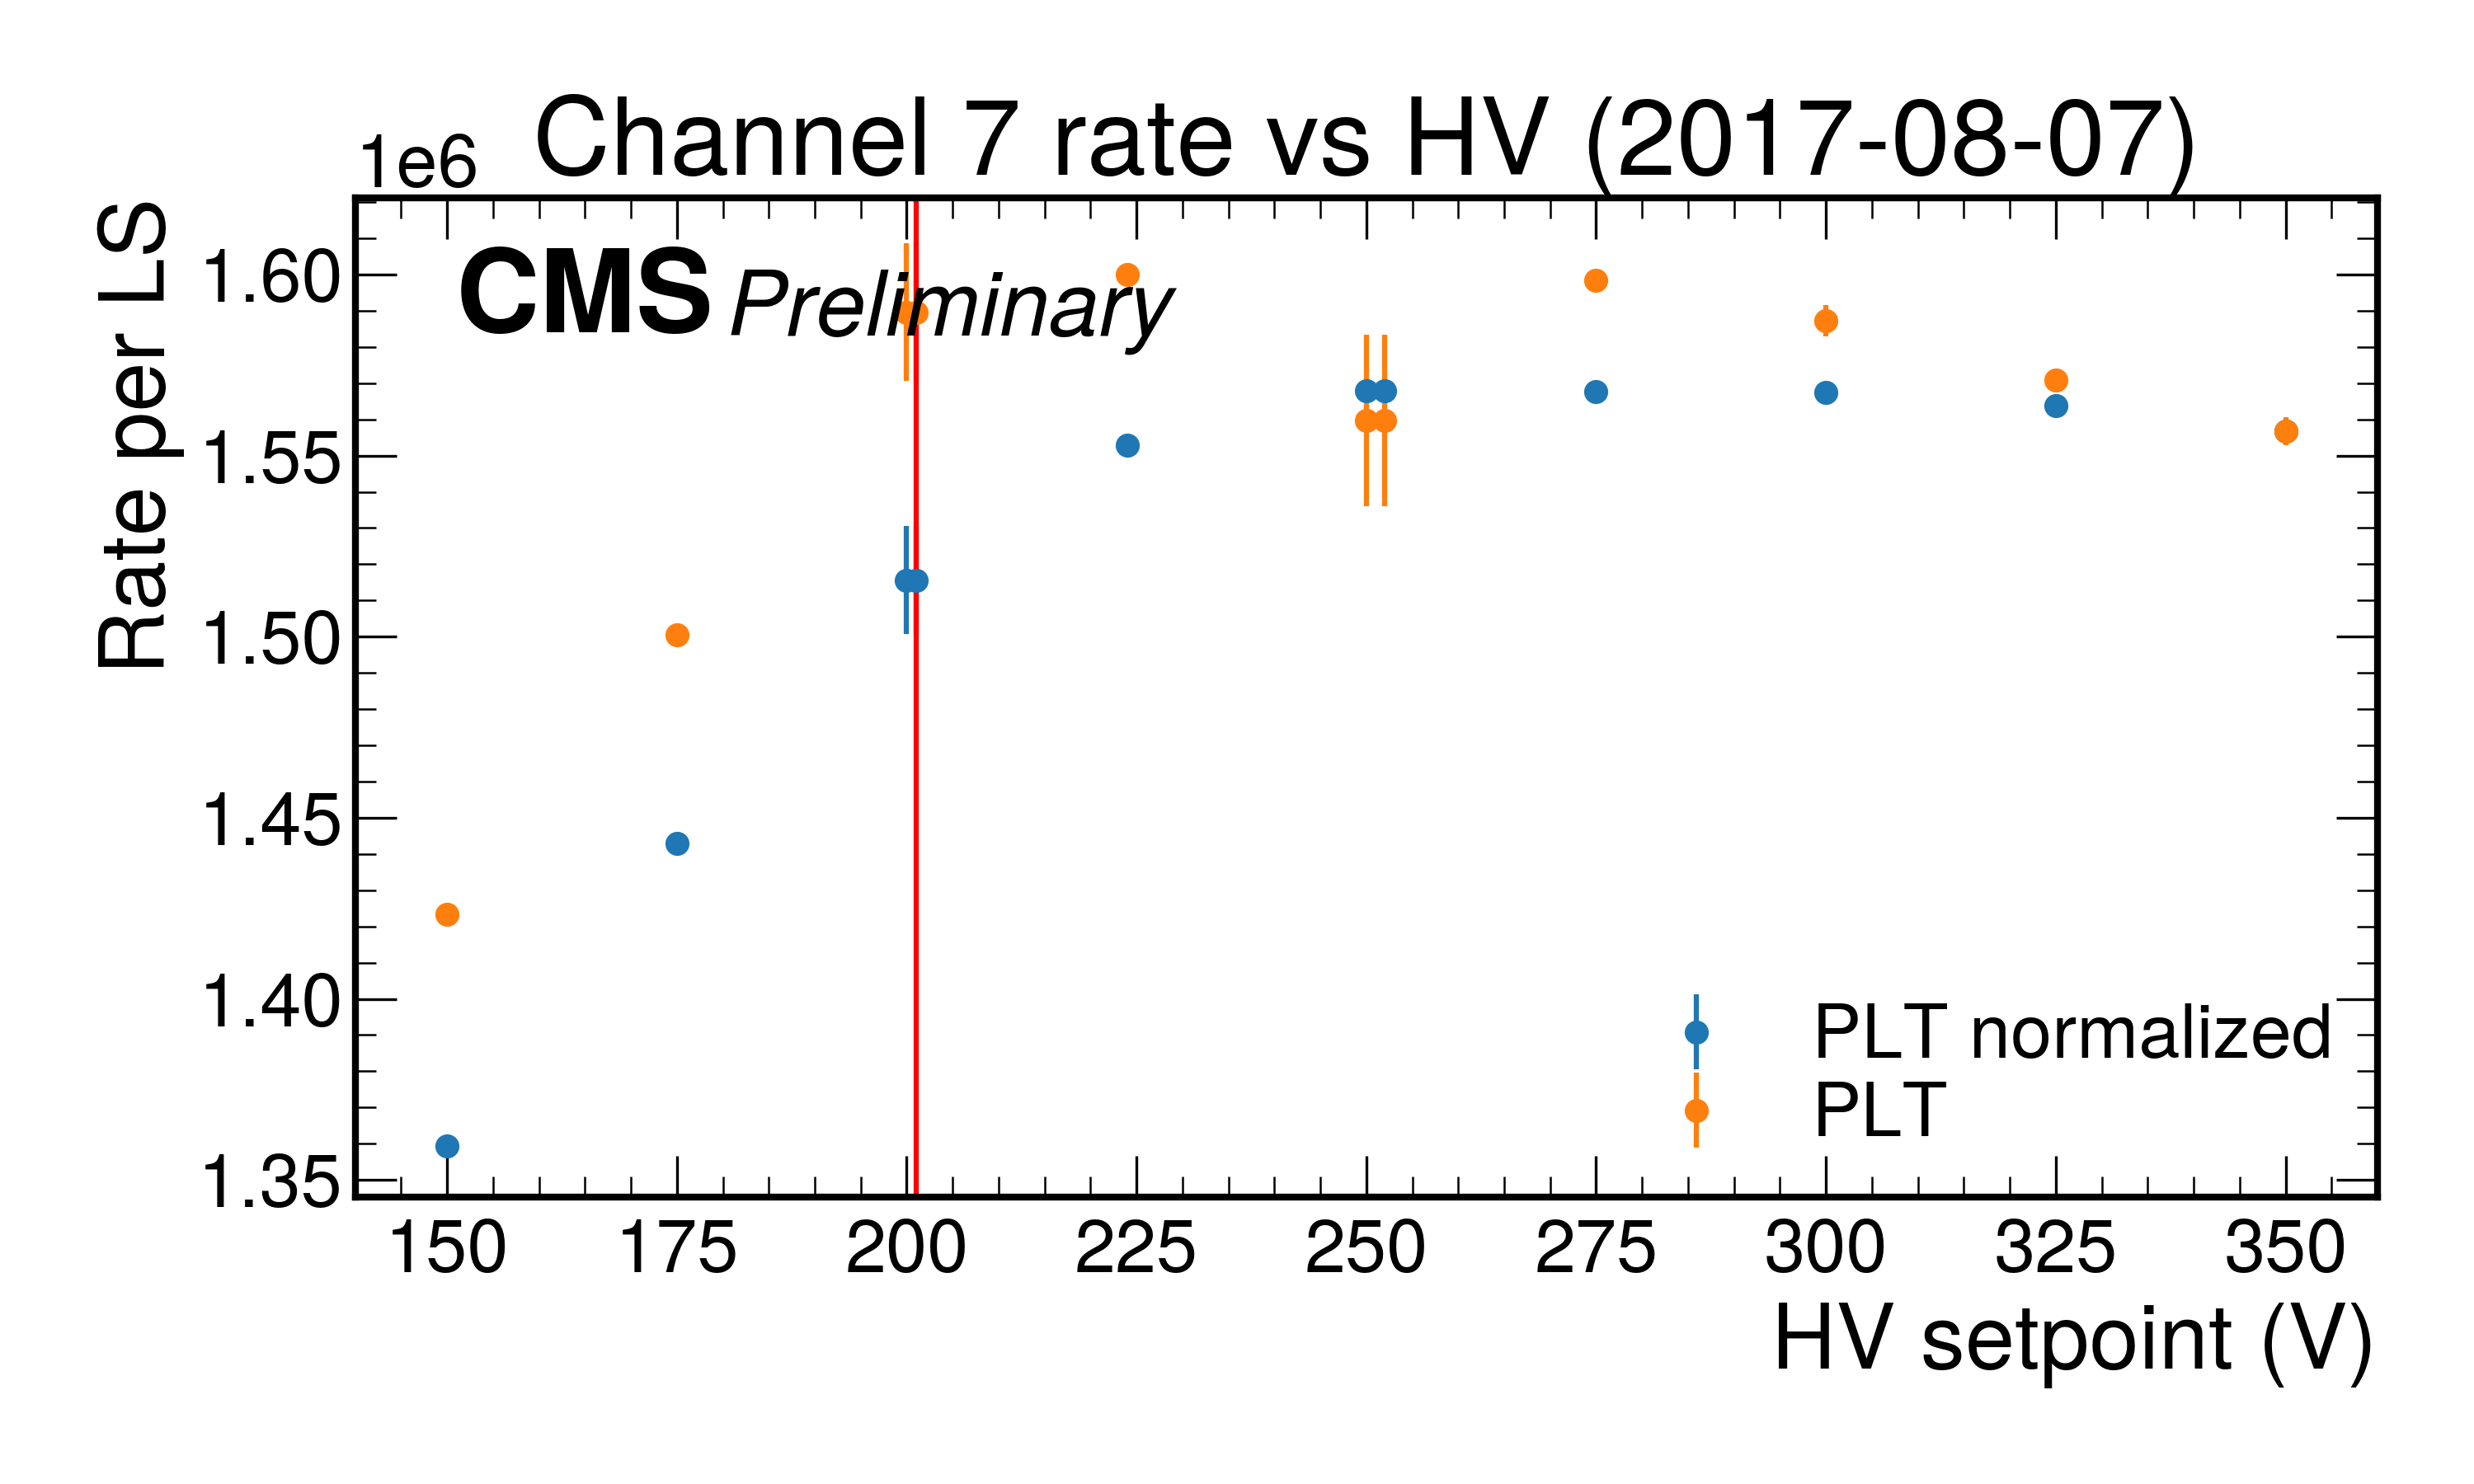 Channel 7 rate vs HV (2017-08-07)
1e6
CMS Preliminary
Rate per LS
1.60
1.55
1.50
1.45
1.40
1.35
PLT normalized
PLT
150 175 200 225 250 275 300 325 350
HV setpoint (V)